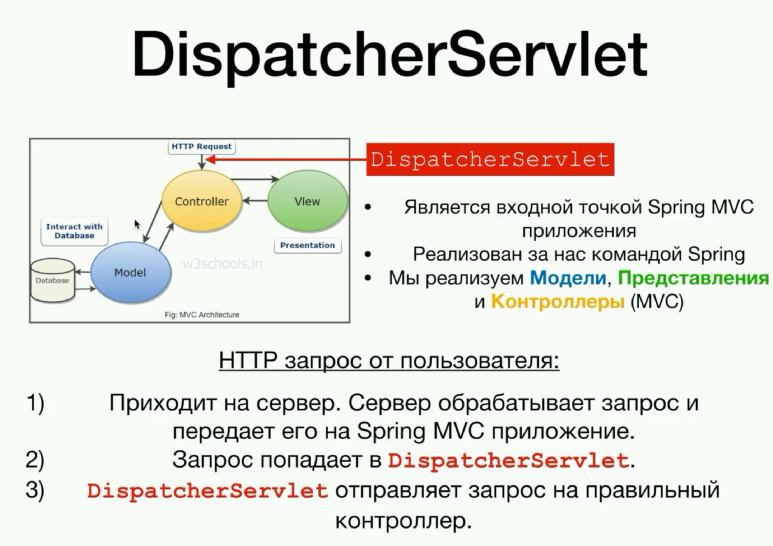 DispatcherServlet
HTTP Request
DispatcherServlet
Controller
View
Interact with
Database
Presentation
Model
w3schools.in
Database
Fig: MVC Architecture
• Является входной точкой Spring MVC
приложения
• Реализован за нас командой Spring
• Мы реализуем Модели, Представления
и Контроллеры (MVC)
HTTP запрос от пользователя:
1) Приходит на сервер. Сервер обрабатывает запрос и
передает его на Spring MVC приложение.
2) Запрос попадает в DispatcherServlet.
3) DispatcherServlet отправляет запрос на правильный
контроллер.